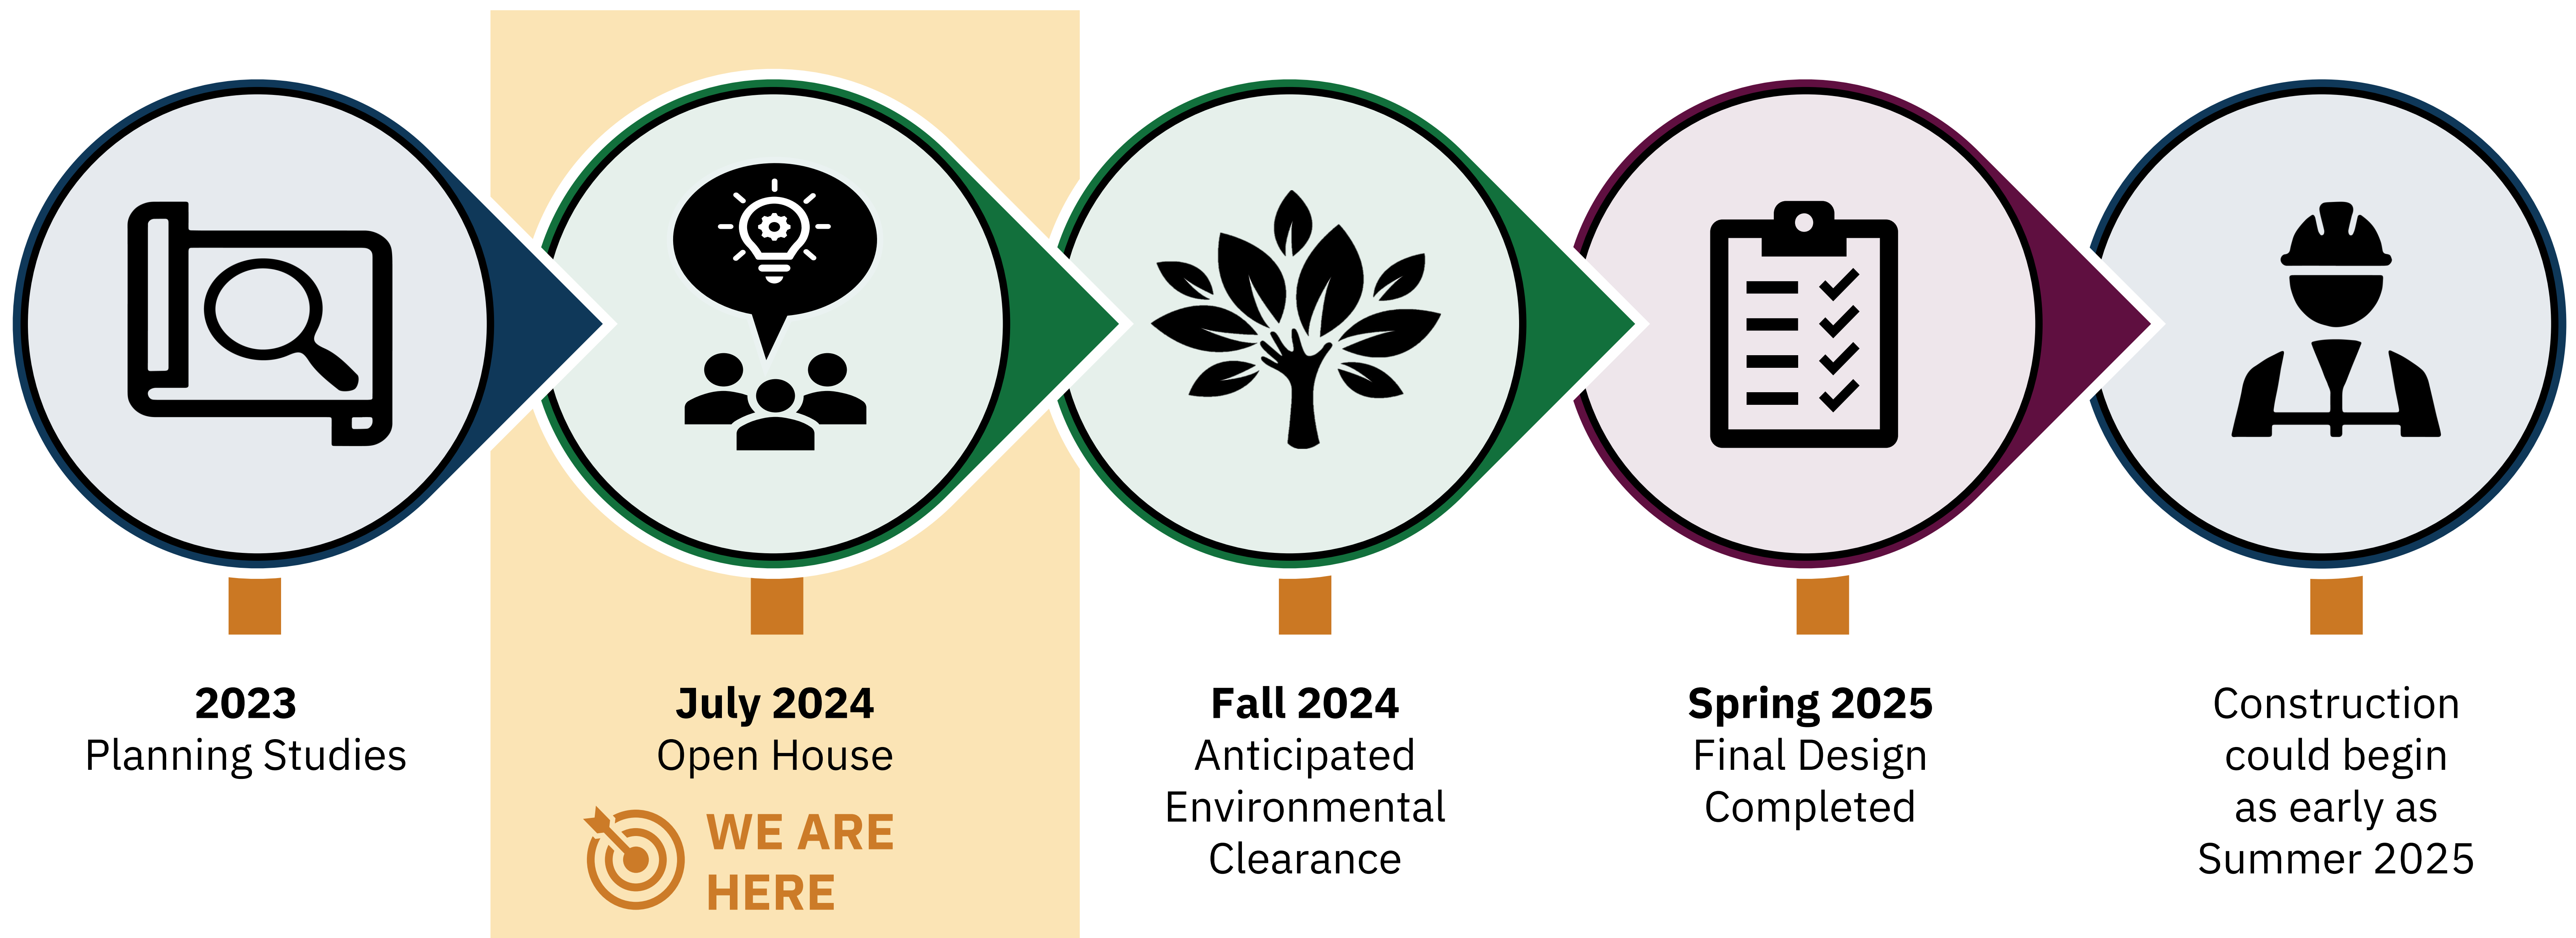 2023
Planning Studies
July 2024
Open House
WE ARE
HERE
Fall 2024
Anticipated
Environmental
Clearance
Spring 2025
Final Design
Completed
Construction
could begin
as early as
Summer 2025